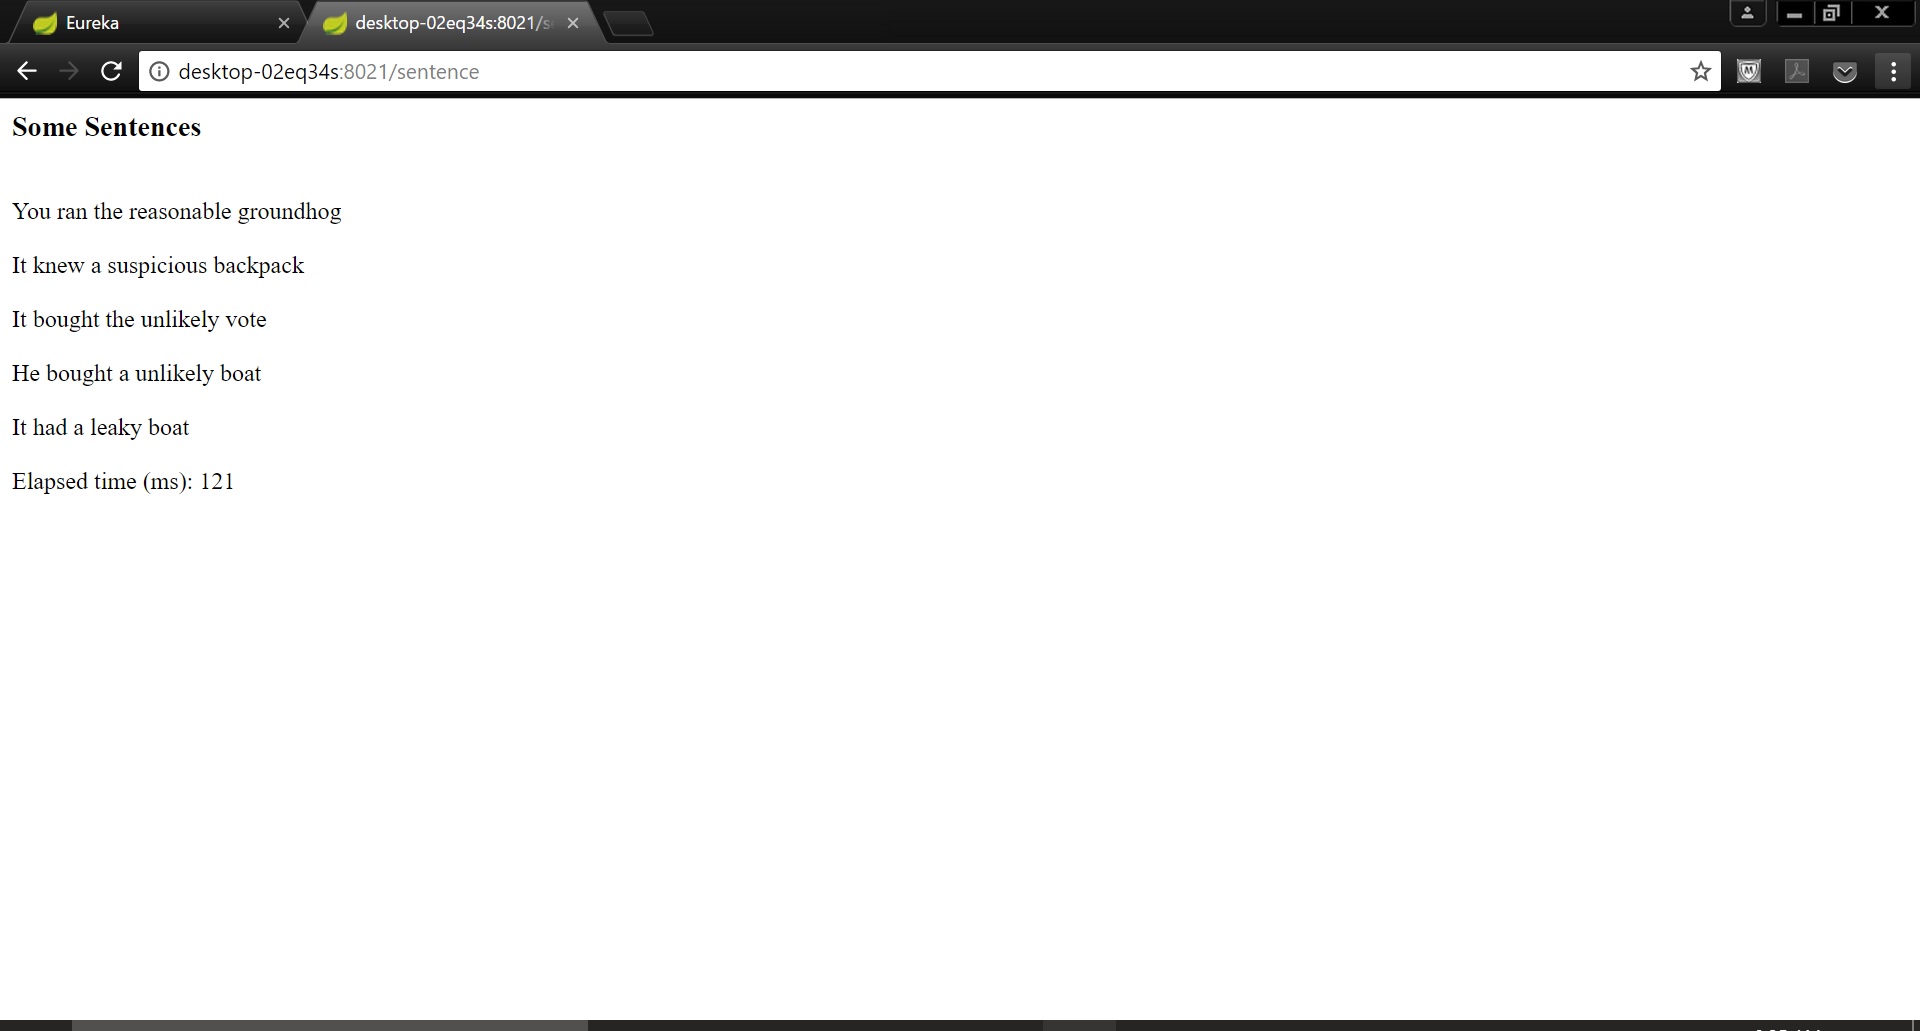 Eureka
desktop-02eq34s:8021/s
desktop-02eq34s:8021/sentence
Some Sentences
You ran the reasonable groundhog
It knew a suspicious backpack
It bought the unlikely vote
He bought a unlikely boat
It had a leaky boat
Elapsed time (ms): 121